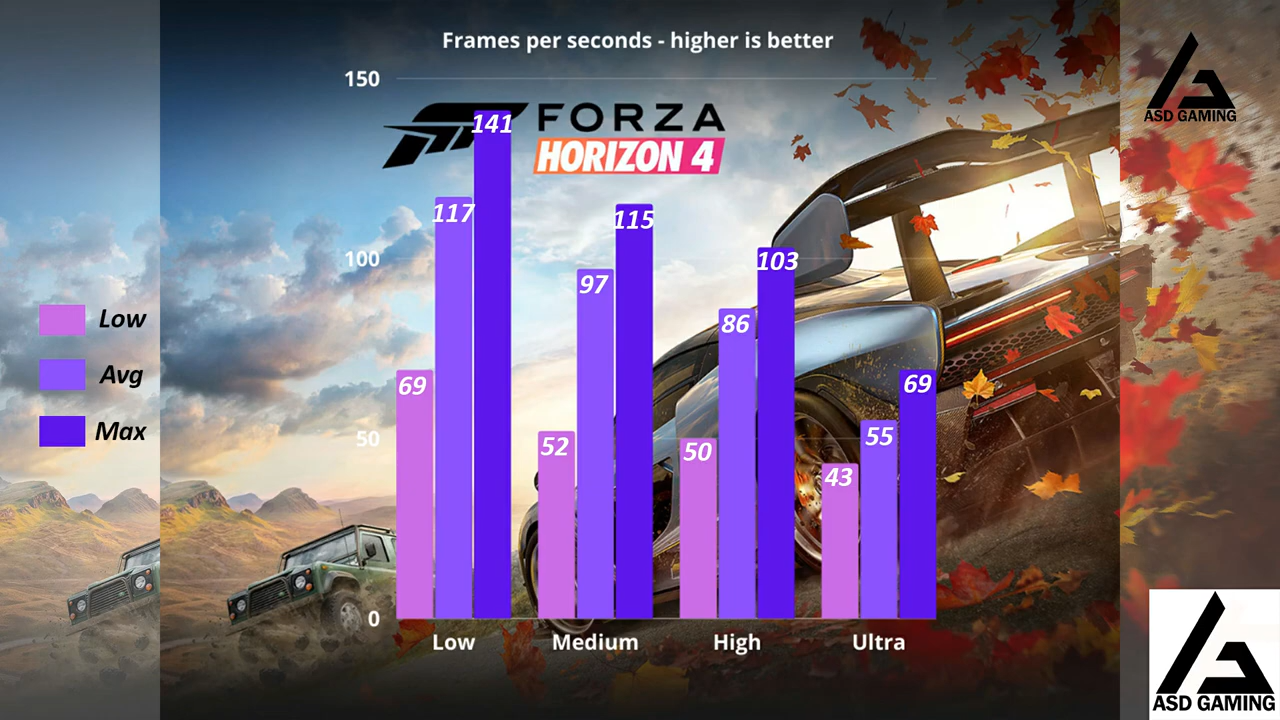 Frames per seconds - higher is better
150
ASD GAMING
FORZA
HORIZON 4
141
117
115
100
103
97
86
Low
Avg
Max
69
69
50
52
50
55
43
0
Low Medium High Ultra
ASD GAMING